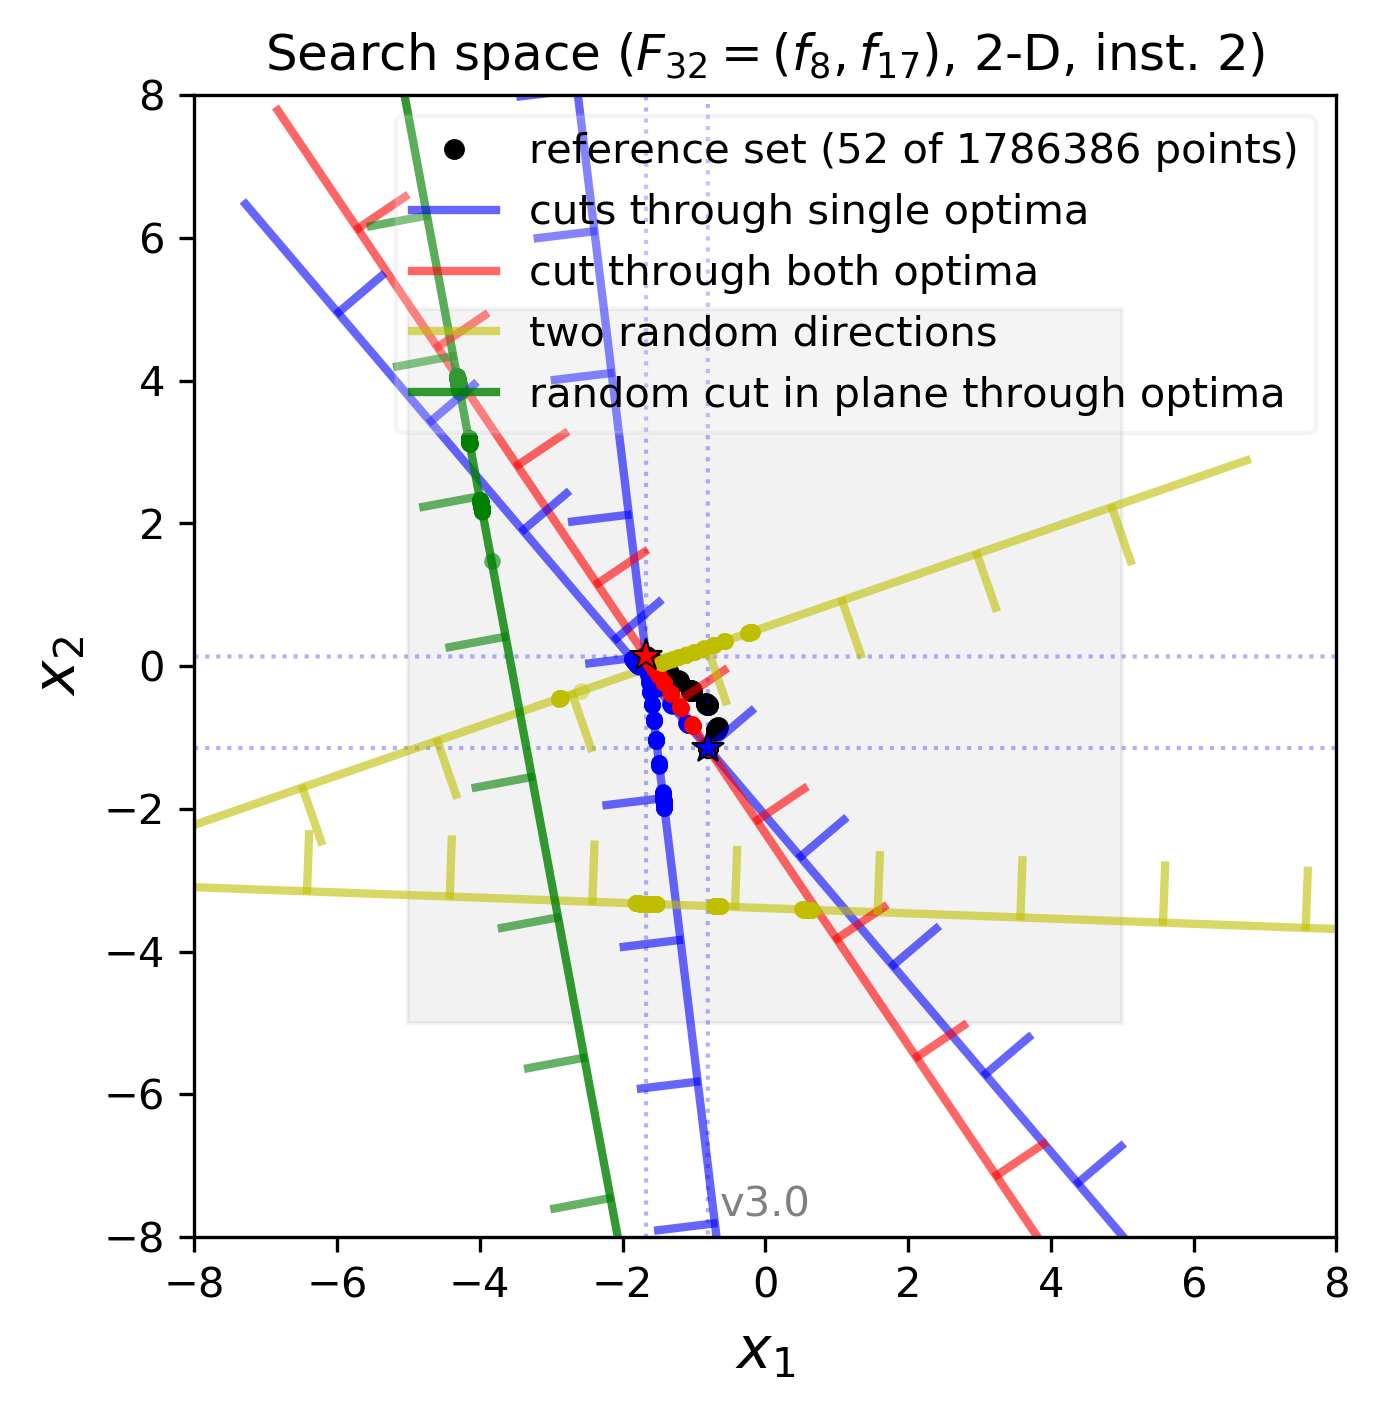 Search space (F32 = (f8, f17), 2-D, inst. 2)
reference set (52 of 1786386 points)
cuts through single optima
cut through both optima
two random directions
random cut in plane through optima
8
6
4
2
0
−2
−4
−6
−8
x2
v3.0
−8 −6 −4 −2 0 2 4 6 8
x1